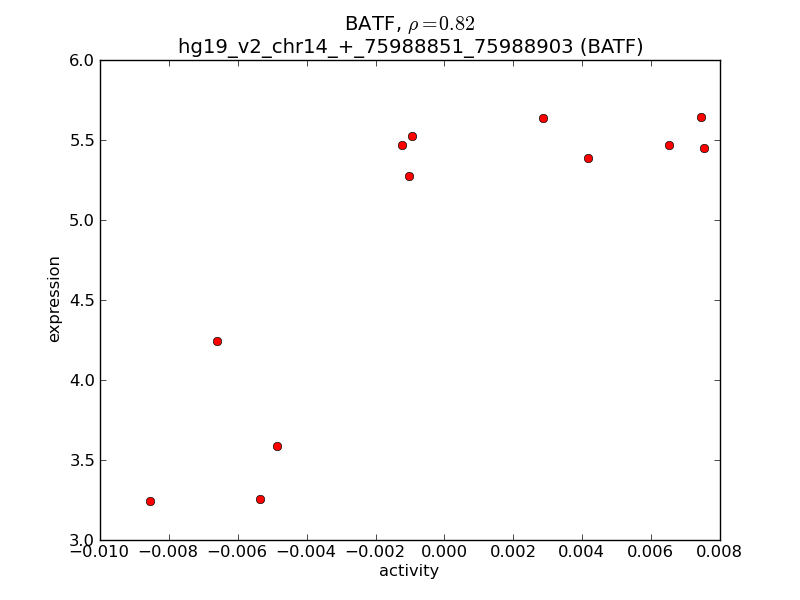 BATF, ρ=0.82
hg19_v2_chr14_+_75988851_75988903 (BATF)
6.0
5.5
5.0
4.5
4.0
3.5
3.0
expression
−0.010 −0.008 −0.006 −0.004 −0.002 0.000 0.002 0.004 0.006 0.008
activity